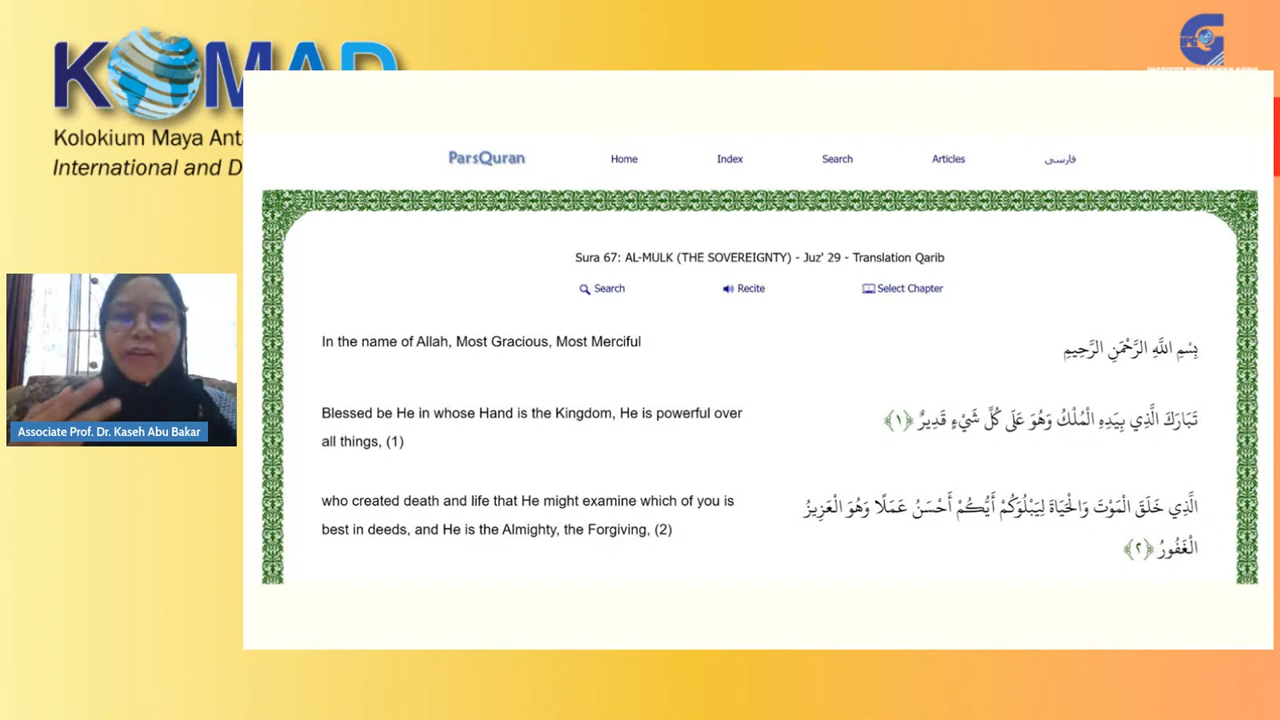 KOMAD
Kolokium Maya Anta
International and D
ParsQuran
Home
Index
Search
Articles
فارسی
Sura 67: AL-MULK (THE SOVEREIGNTY) - Juz' 29 - Translation Qarib
Search
Recite
Select Chapter
In the name of Allah, Most Gracious, Most Merciful
بِسْمِ اللَّهِ الرَّحْمَنِ الرَّحِيمِ
Blessed be He in whose Hand is the Kingdom, He is powerful over
all things, (1)
تَبَارَكَ الَّذِي بِيَدِهِ الْمُلْكُ وَهُوَ عَلَى كُلِّ شَيْءٍ قَدِيرٌ ﴿١﴾
who created death and life that He might examine which of you is
best in deeds, and He is the Almighty, the Forgiving, (2)
الَّذِي خَلَقَ الْمَوْتَ وَالْحَيَاةَ لِيَبْلُوَكُمْ أَيُّكُمْ أَحْسَنُ عَمَلًا وَهُوَ الْعَزِيزُ
الْغَفُورُ ﴿٢﴾
Associate Prof. Dr. Kaseh Abu Bakar